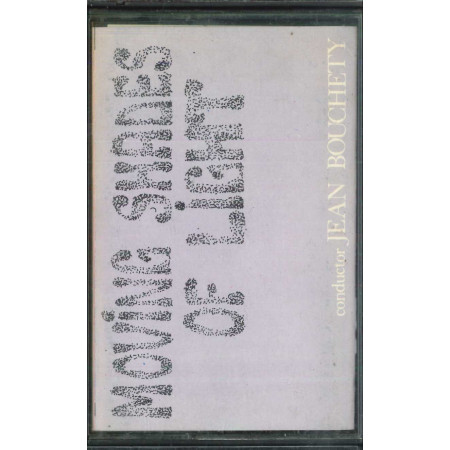 MOViNG SHADES
OF LiGHT
conductor JEAN BOUCHETY